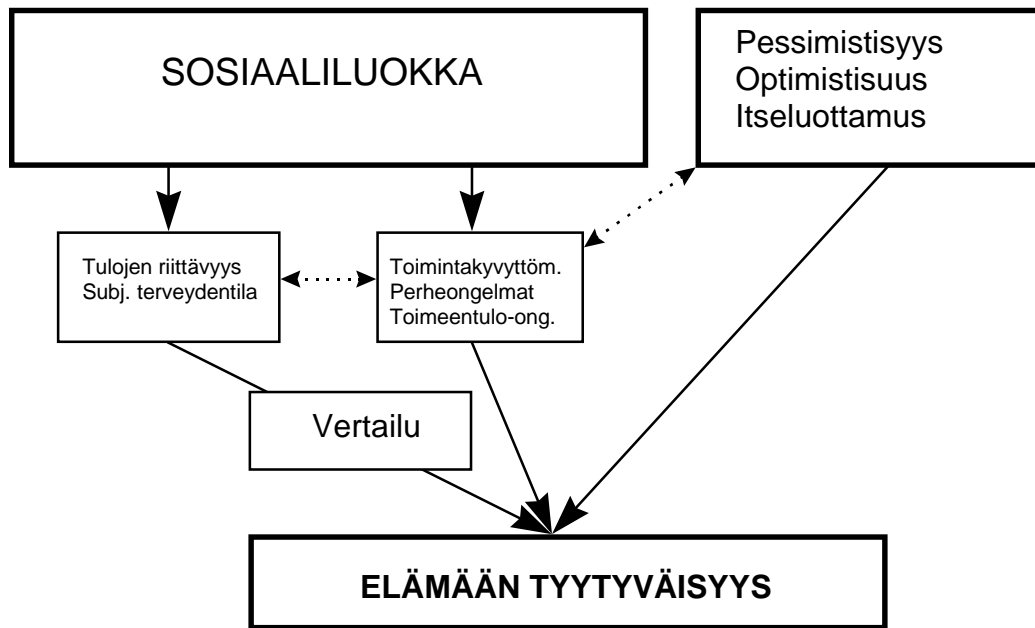 SOSIAALILUOKKA
Pessimistisyys
Optimistisuus
Itseluottamus
Tulojen riittävyys
Subj. terveydentila
Toimintakyvyttöm.
Perheongelmat
Toimeentulo-ong.
Vertailu
ELÄMÄÄN TYYTYVÄISYYS